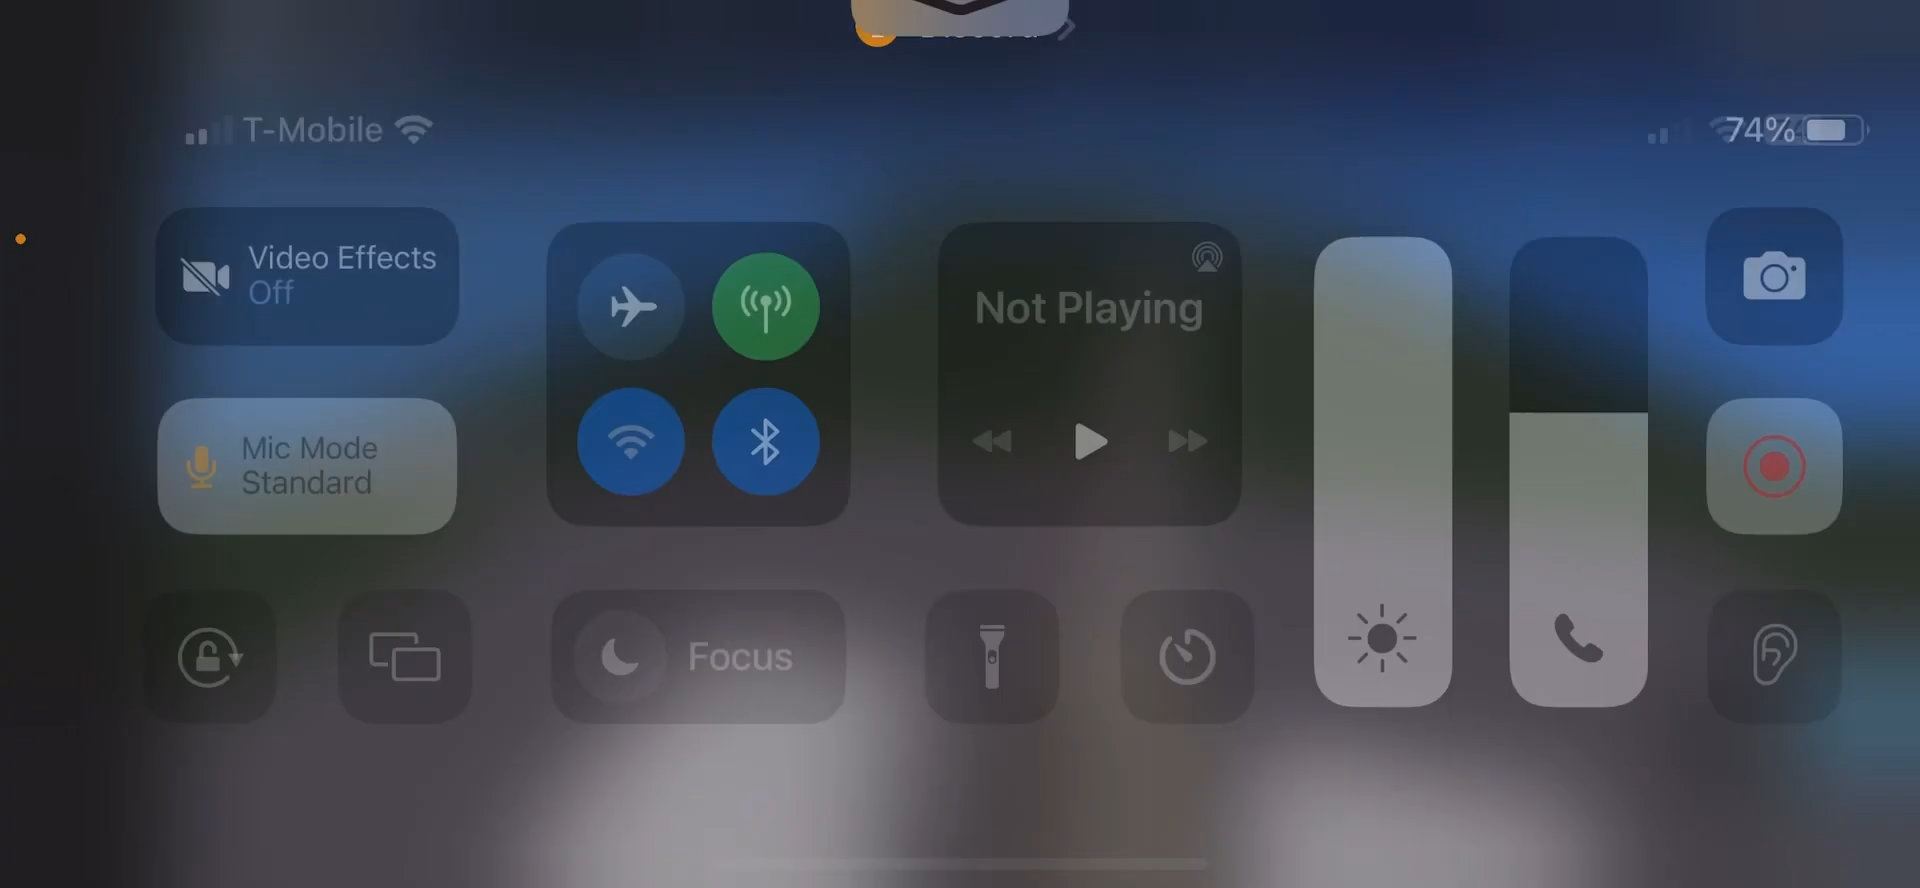 T-Mobile
74%
Video Effects
Off
Not Playing
Mic Mode
Standard
Focus